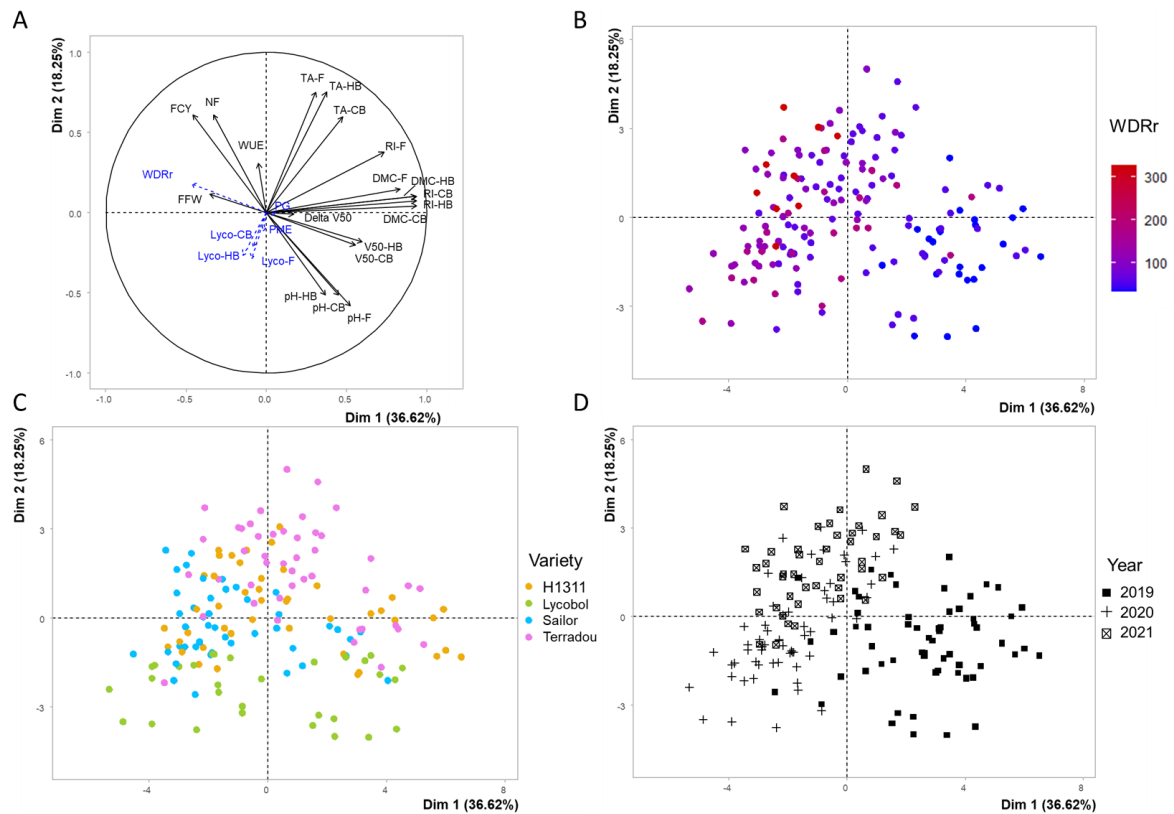 A
Dim 2 (18.25%)
1.0
0.5
0.0
-0.5
-1.0
-1.0
-0.5
0.0
0.5
1.0
Dim 1 (36.62%)
TA-F
TA-HB
TA-CB
FCY
NF
WUE
RI-F
WDRr
DMC-F
DMC-HB
FFW
RI-CB
PG
RI-HB
Delta V50
DMC-CB
PME
Lyco-CB
V50-HB
Lyco-HB
Lyco-F
V50-CB
pH-HB
pH-CB
pH-F
B
Dim 2 (18.25%)
6
3
0
-3
-4
0
4
8
Dim 1 (36.62%)
WDRr
300
200
100
C
Dim 2 (18.25%)
6
3
0
-3
-4
0
4
8
Dim 1 (36.62%)
Variety
H1311
Lycobol
Sailor
Terradou
D
Dim 2 (18.25%)
6
3
0
-3
-4
0
4
8
Dim 1 (36.62%)
Year
2019
2020
2021